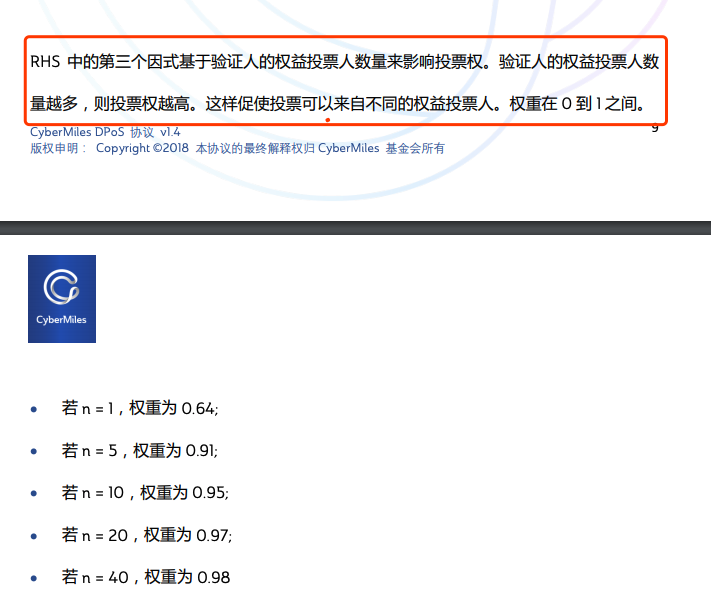 RHS 中的第三个因式基于验证人的权益投票人数量来影响投票权。验证人的权益投票人数
量越多，则投票权越高。这样促使投票可以来自不同的权益投票人。权重在 0 到 1 之间。
9
CyberMiles DPoS 协议 v1.4
版权申明： Copyright ©2018 本协议的最终解释权归 CyberMiles 基金会所有
CyberMiles
• 若 n = 1，权重为 0.64;
• 若 n = 5，权重为 0.91;
• 若 n = 10，权重为 0.95;
• 若 n = 20，权重为 0.97;
• 若 n = 40，权重为 0.98